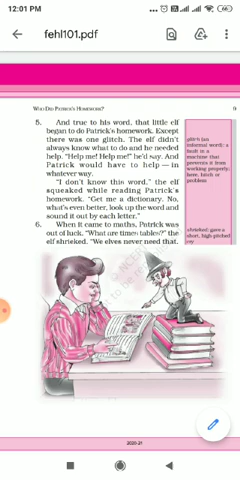 12:01 PM
fehl101.pdf
WHO DID PATRICK'S HOMEWORK?
9
5. And true to his word, that little elf
began to do Patrick's homework. Except
there was one glitch. The elf didn't
always know what to do and he needed
help. "Help me! Help me!" he'd say. And
Patrick would have to help — in
whatever way.
"I don't know this word," the elf
squeaked while reading Patrick's
homework. "Get me a dictionary. No,
what's even better, look up the word and
sound it out by each letter."
6. When it came to maths, Patrick was
out of luck. "What are times tables?" the
elf shrieked. "We elves never need that.
glitch (an
informal word): a
fault in a
machine that
prevents it from
working properly;
here, hitch or
problem
shrieked: gave a
short, high-pitched
cry
2020-21